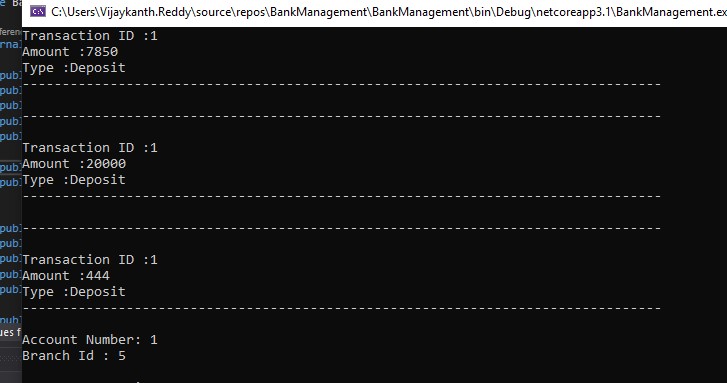 C:\Users\Vijaykanth.Reddy\source\repos\BankManagement\BankManagement\bin\Debug\netcoreapp3.1\BankManagement.ex
Transaction ID :1
Amount :7850
Type :Deposit
--------------------------------------------------------------------------------
--------------------------------------------------------------------------------
Transaction ID :1
Amount :20000
Type :Deposit
--------------------------------------------------------------------------------
--------------------------------------------------------------------------------
Transaction ID :1
Amount :444
Type :Deposit
--------------------------------------------------------------------------------
Account Number: 1
Branch Id : 5